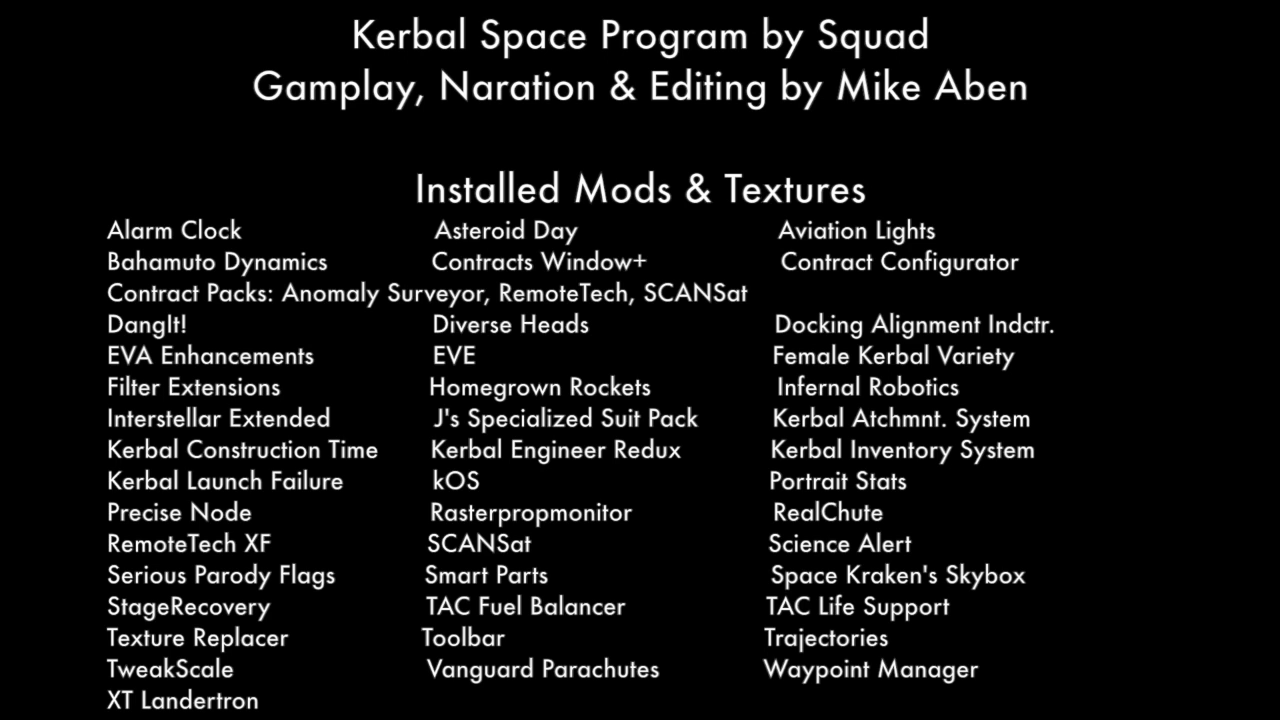 Kerbal Space Program by Squad
Gamplay, Naration & Editing by Mike Aben
Installed Mods & Textures
Alarm Clock Asteroid Day Aviation Lights
Bahamuto Dynamics Contracts Window+ Contract Configurator
Contract Packs: Anomaly Surveyor, RemoteTech, SCANSat
DangIt! Diverse Heads Docking Alignment Indctr.
EVA Enhancements EVE Female Kerbal Variety
Filter Extensions Homegrown Rockets Infernal Robotics
Interstellar Extended J's Specialized Suit Pack Kerbal Atchmnt. System
Kerbal Construction Time Kerbal Engineer Redux Kerbal Inventory System
Kerbal Launch Failure kOS Portrait Stats
Precise Node Rasterpropmonitor RealChute
RemoteTech XF SCANSat Science Alert
Serious Parody Flags Smart Parts Space Kraken's Skybox
StageRecovery TAC Fuel Balancer TAC Life Support
Texture Replacer Toolbar Trajectories
TweakScale Vanguard Parachutes Waypoint Manager
XT Landertron